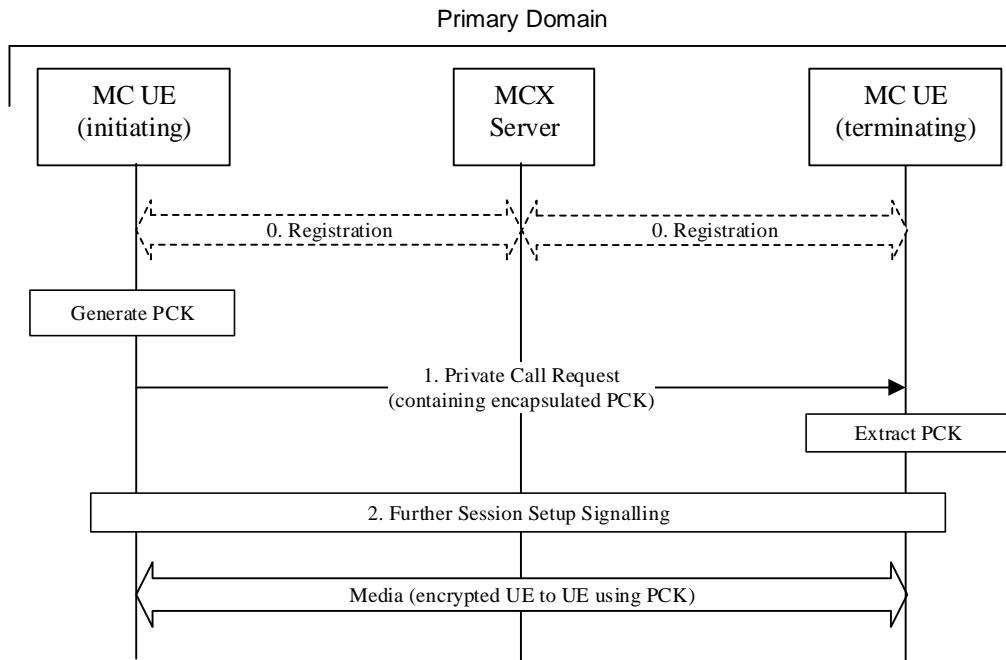 Primary Domain
MC UE
(initiating)
MCX
Server
MC UE
(terminating)
0. Registration
0. Registration
Generate PCK
1. Private Call Request
(containing encapsulated PCK)
Extract PCK
2. Further Session Setup Signalling
Media (encrypted UE to UE using PCK)